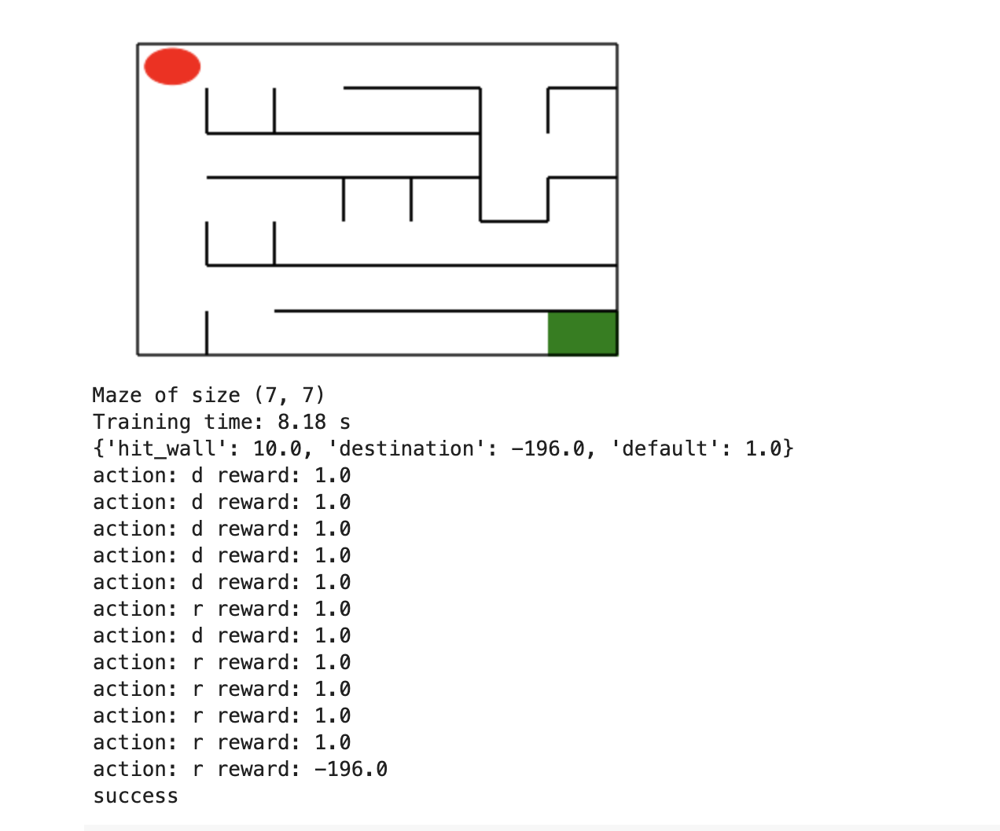 Maze of size (7, 7)
Training time: 8.18 s
{'hit_wall': 10.0, 'destination': −196.0, 'default': 1.0}
action: d reward: 1.0
action: d reward: 1.0
action: d reward: 1.0
action: d reward: 1.0
action: d reward: 1.0
action: r reward: 1.0
action: d reward: 1.0
action: r reward: 1.0
action: r reward: 1.0
action: r reward: 1.0
action: r reward: 1.0
action: r reward: −196.0
success